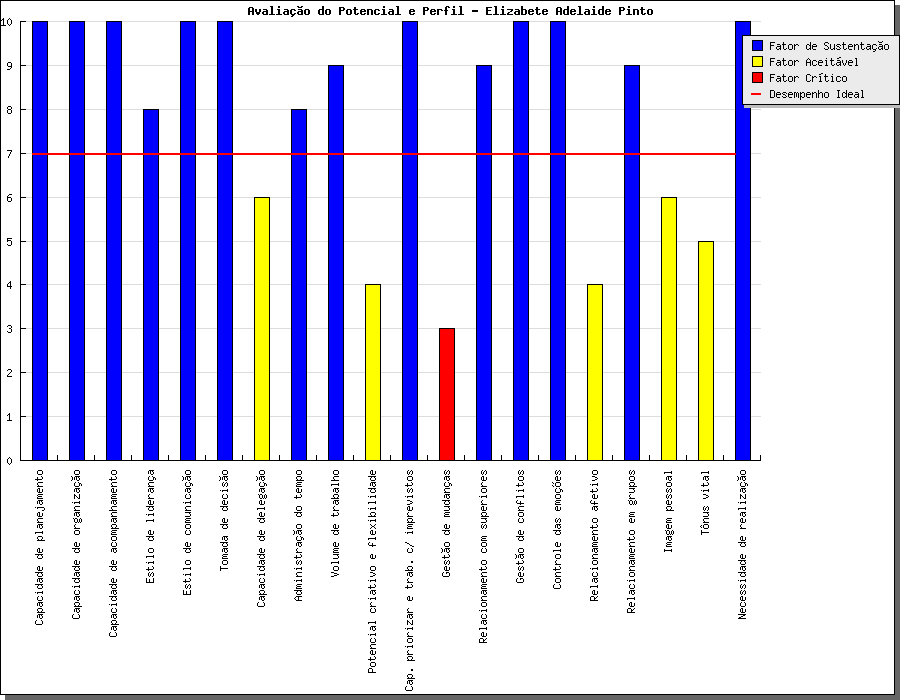 Avaliação do Potencial e Perfil - Elizabete Adelaide Pinto
10
9
8
7
6
5
4
3
2
1
0
Fator de Sustentação
Fator Aceitável
Fator Crítico
Desempenho Ideal
Capacidade de planejamento
Capacidade de organização
Capacidade de acompanhamento
Estilo de liderança
Estilo de comunicação
Tomada de decisão
Capacidade de delegação
Administração do tempo
Volume de trabalho
Potencial criativo e flexibilidade
Cap. priorizar e trab. c/ imprevistos
Gestão de mudanças
Relacionamento com superiores
Gestão de conflitos
Controle das emoções
Relacionamento afetivo
Relacionamento em grupos
Imagem pessoal
Tônus vital
Necessidade de realização